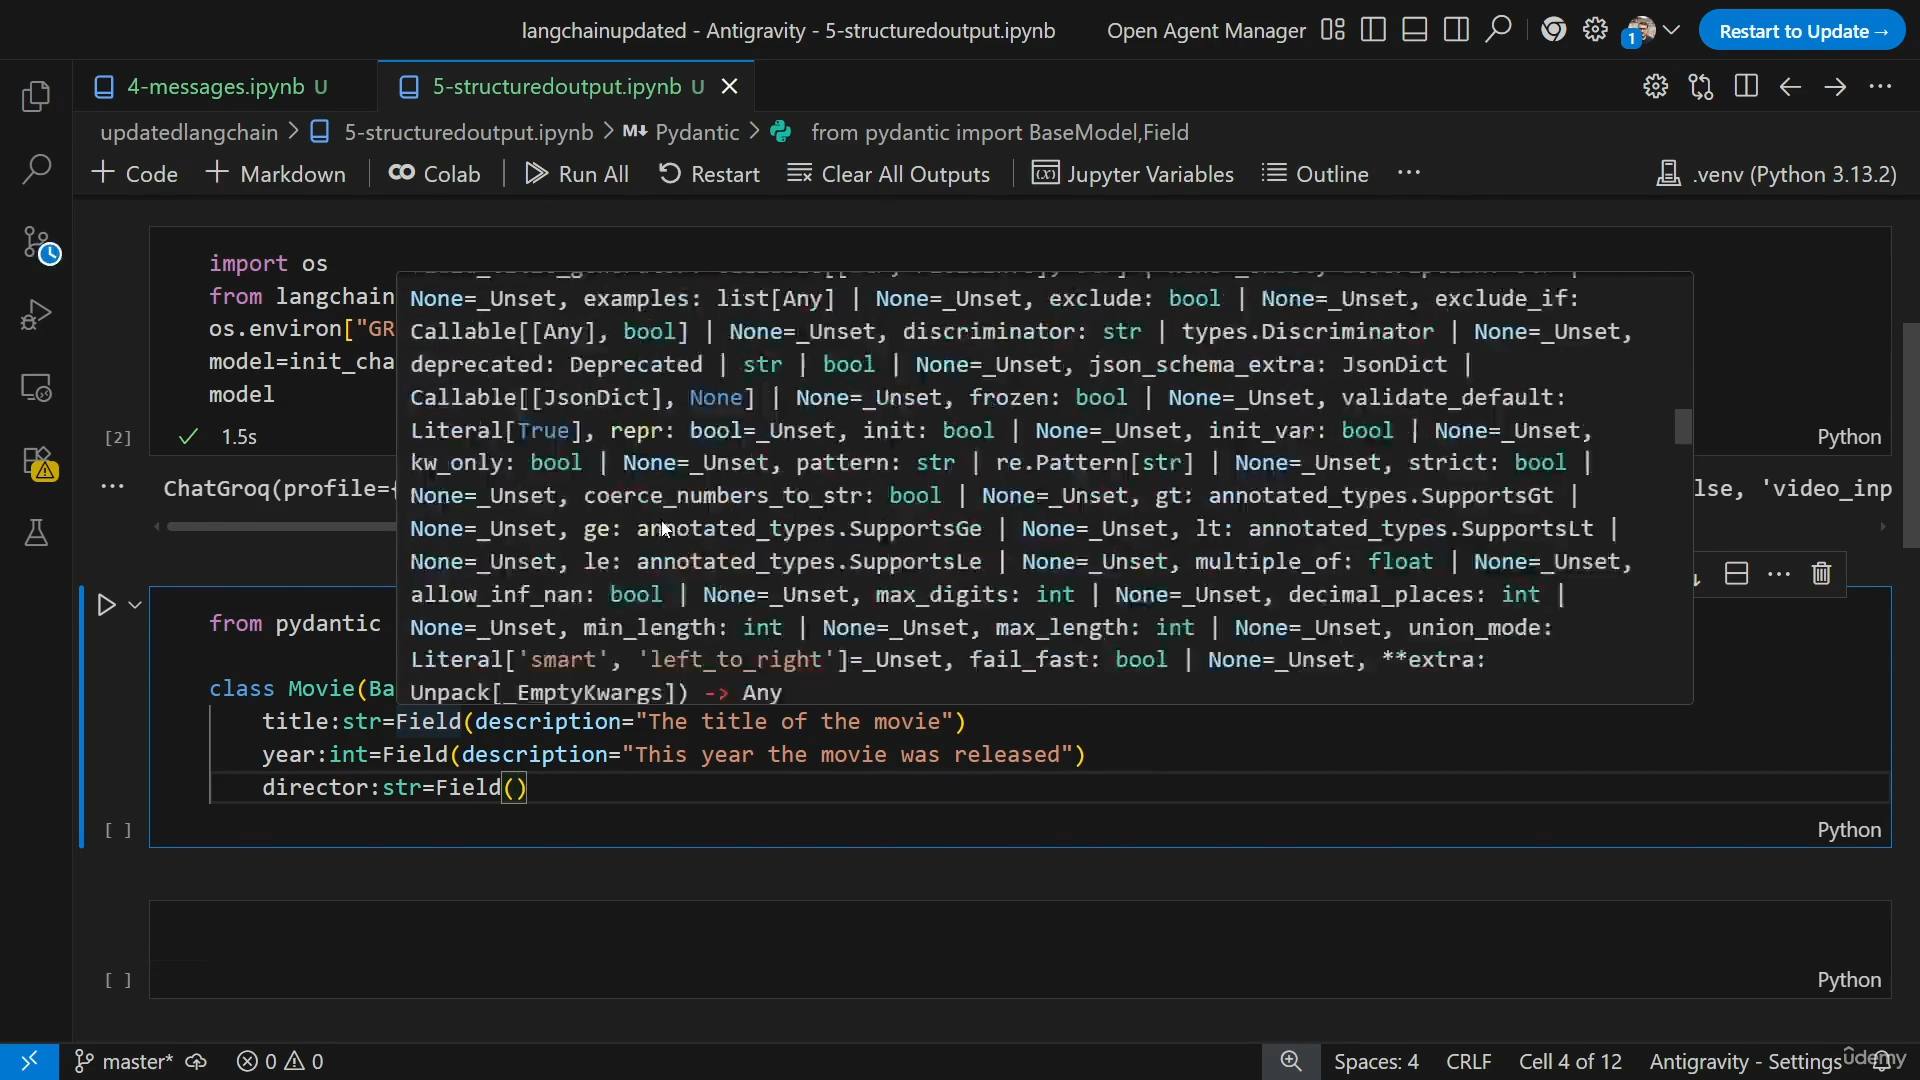 langchainupdated - Antigravity - 5-structuredoutput.ipynb
Open Agent Manager
1
Restart to Update →
4-messages.ipynb U
5-structuredoutput.ipynb U
updatedlangchain > 5-structuredoutput.ipynb > M↓ Pydantic > from pydantic import BaseModel,Field
+ Code + Markdown Colab Run All Restart Clear All Outputs Jupyter Variables Outline ...
.venv (Python 3.13.2)
import os
from langchain
os.environ["GR
model=init_cha
model
[2] 1.5s
Python
ChatGroq(profile={
lse, 'video_inp
None=_Unset, examples: list[Any] | None=_Unset, exclude: bool | None=_Unset, exclude_if:
Callable[[Any], bool] | None=_Unset, discriminator: str | types.Discriminator | None=_Unset,
deprecated: Deprecated | str | bool | None=_Unset, json_schema_extra: JsonDict |
Callable[[JsonDict], None] | None=_Unset, frozen: bool | None=_Unset, validate_default:
Literal[True], repr: bool=_Unset, init: bool | None=_Unset, init_var: bool | None=_Unset,
kw_only: bool | None=_Unset, pattern: str | re.Pattern[str] | None=_Unset, strict: bool |
None=_Unset, coerce_numbers_to_str: bool | None=_Unset, gt: annotated_types.SupportsGt |
None=_Unset, ge: annotated_types.SupportsGe | None=_Unset, lt: annotated_types.SupportsLt |
None=_Unset, le: annotated_types.SupportsLe | None=_Unset, multiple_of: float | None=_Unset,
allow_inf_nan: bool | None=_Unset, max_digits: int | None=_Unset, decimal_places: int |
None=_Unset, min_length: int | None=_Unset, max_length: int | None=_Unset, union_mode:
Literal['smart', 'left_to_right']=_Unset, fail_fast: bool | None=_Unset, **extra:
Unpack[_EmptyKwargs]) -> Any
from pydantic
class Movie(Ba
title:str=Field(description="The title of the movie")
year:int=Field(description="This year the movie was released")
director:str=Field()
[ ]
Python
[ ]
Python
master* 0 0
Spaces: 4 CRLF Cell 4 of 12 Antigravity - Settings
ûdemy